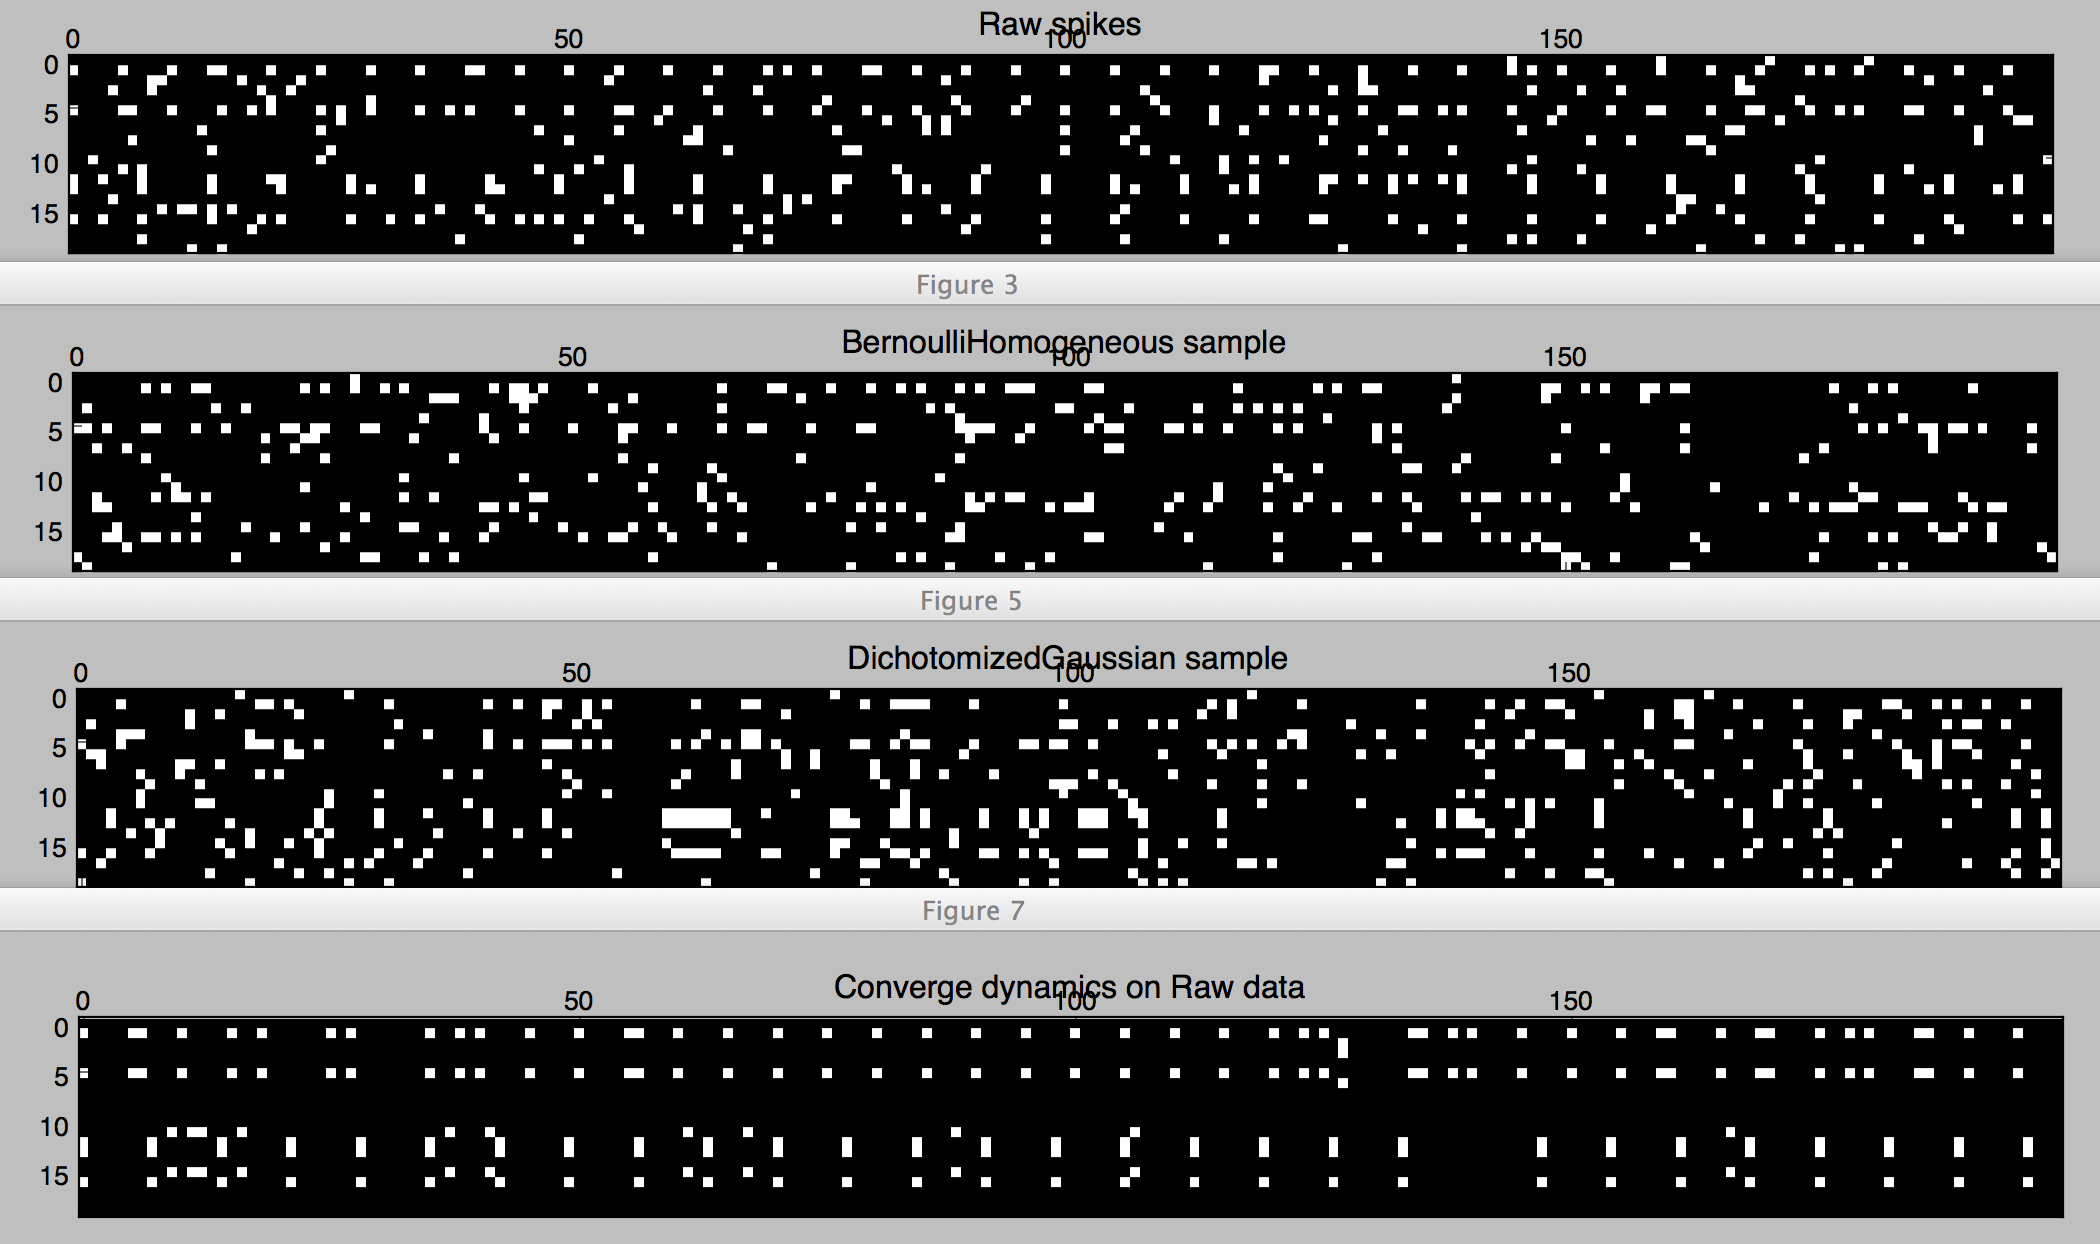 Raw spikes
0 50 100 150
0
5
10
15
Figure 3
BernoulliHomogeneous sample
0 50 100 150
0
5
10
15
Figure 5
DichotomizedGaussian sample
0 50 100 150
0
5
10
15
Figure 7
Converge dynamics on Raw data
0 50 100 150
0
5
10
15